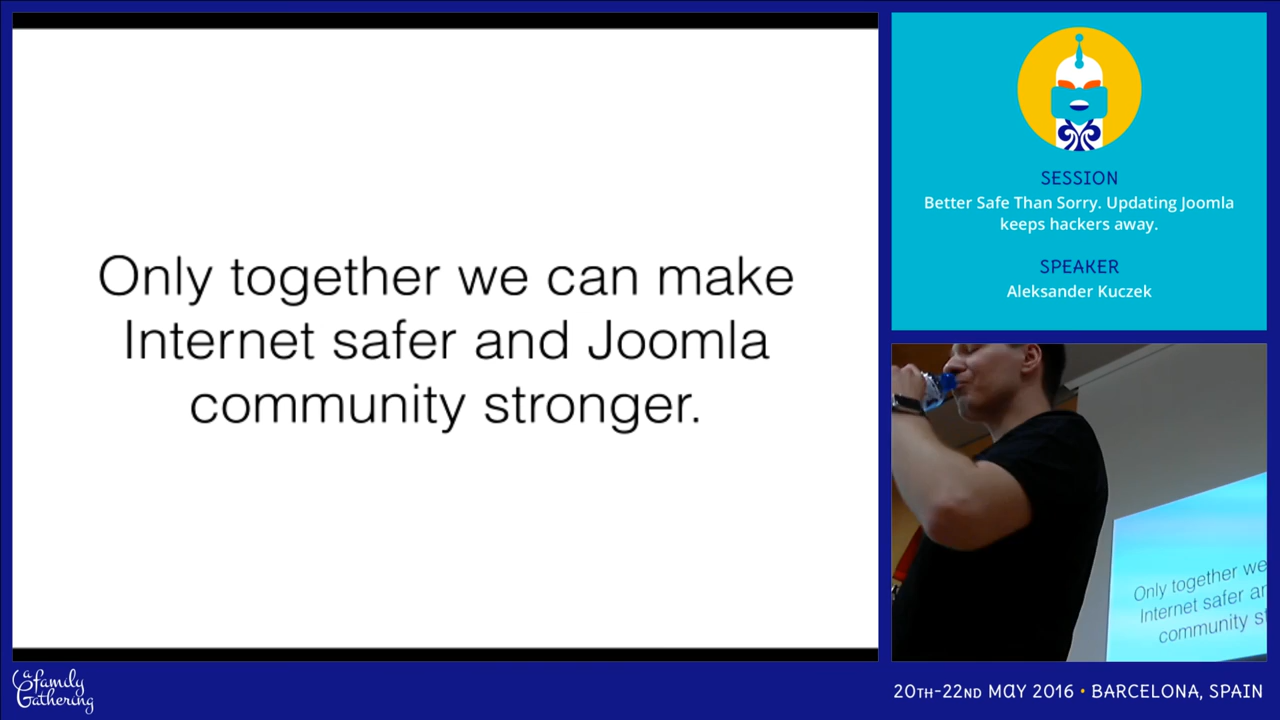 Only together we can make
Internet safer and Joomla
community stronger.
SESSION
Better Safe Than Sorry. Updating Joomla
keeps hackers away.
SPEAKER
Aleksander Kuczek
Only together we
Internet safer an
community st
a family
Gathering
20TH-22ND MAY 2016 • BARCELONA, SPAIN